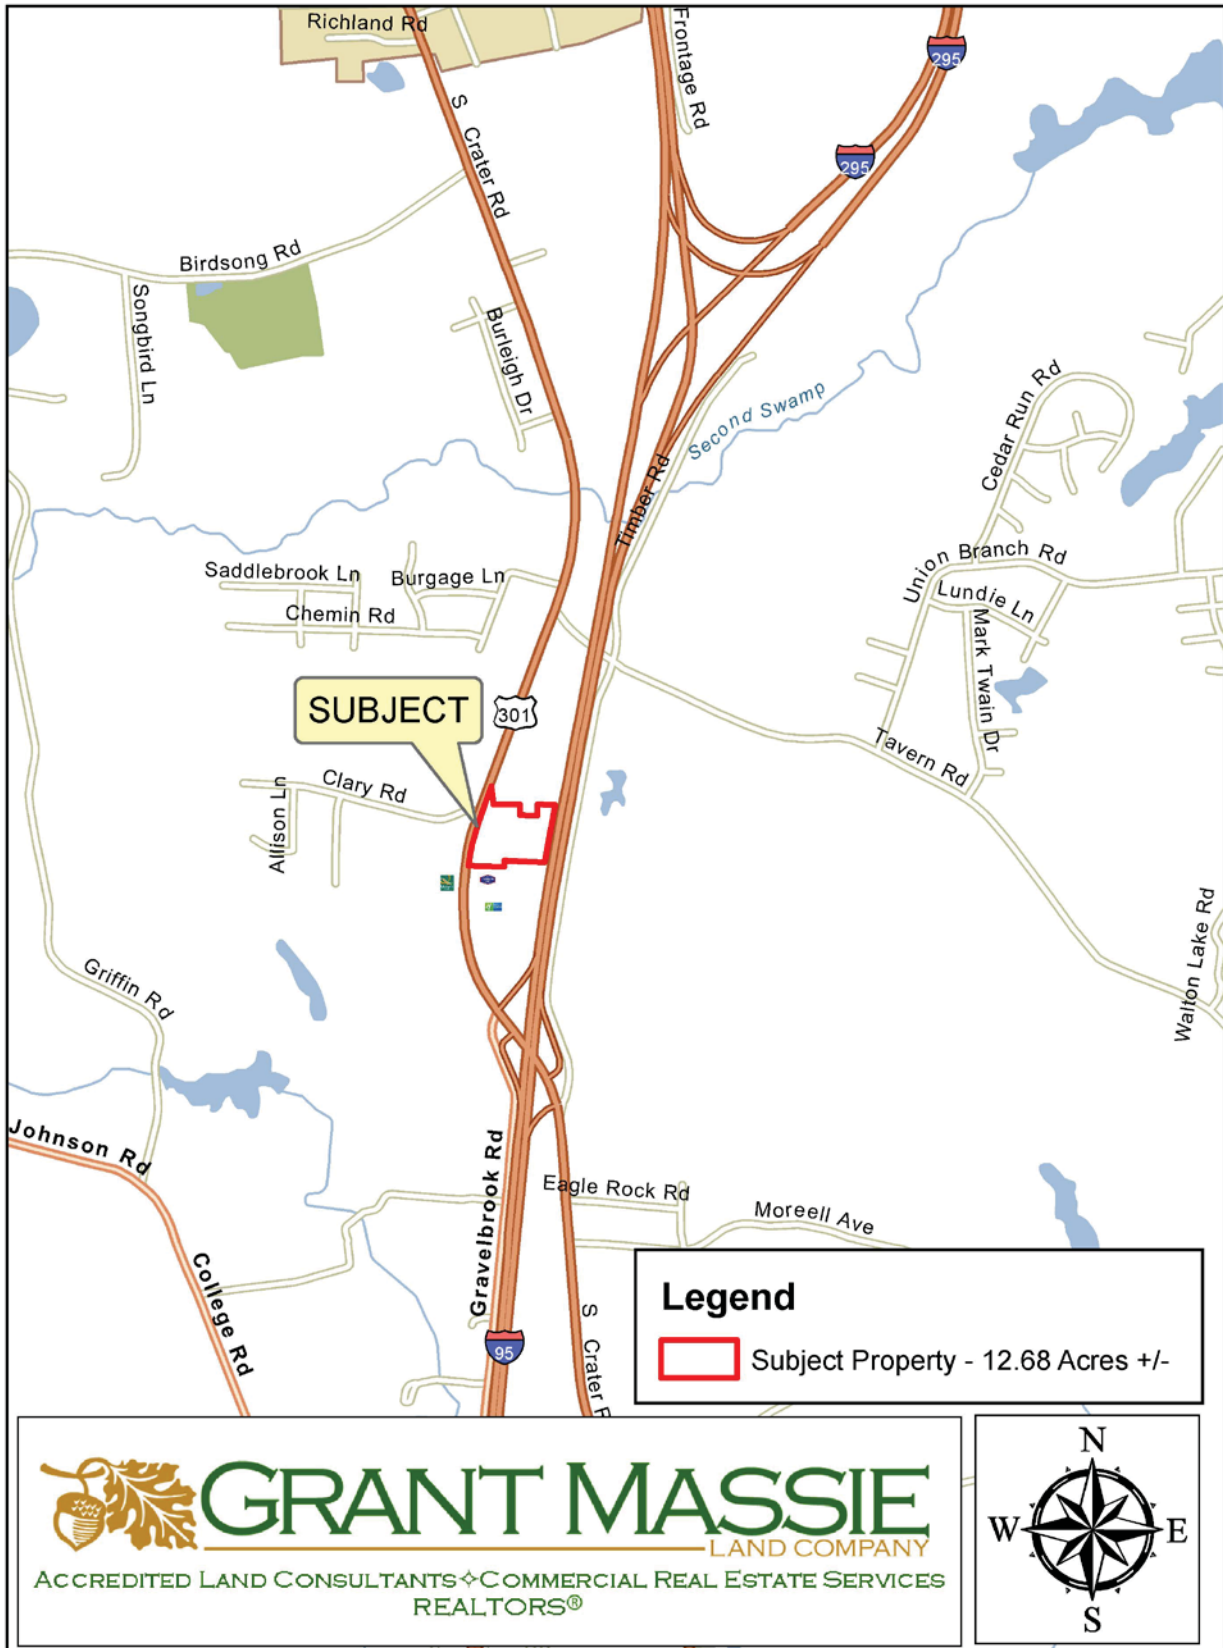 Richland Rd
Frontage Rd
295
295
S Crater Rd
Birdsong Rd
Songbird Ln
Burleigh Dr
Second Swamp
Cedar Run Rd
Timber Rd
Union Branch Rd
Saddlebrook Ln
Burgage Ln
Lundie Ln
Chemin Rd
Mark Twain Dr
SUBJECT
301
Tavern Rd
Clary Rd
Allison Ln
Walton Lake Rd
Griffin Rd
Johnson Rd
Gravelbrook Rd
Eagle Rock Rd
Moreell Ave
College Rd
S Crater R
95
Legend
Subject Property - 12.68 Acres +/-
GRANT MASSIE
LAND COMPANY
ACCREDITED LAND CONSULTANTS✧COMMERCIAL REAL ESTATE SERVICES
REALTORS®
N
W E
S